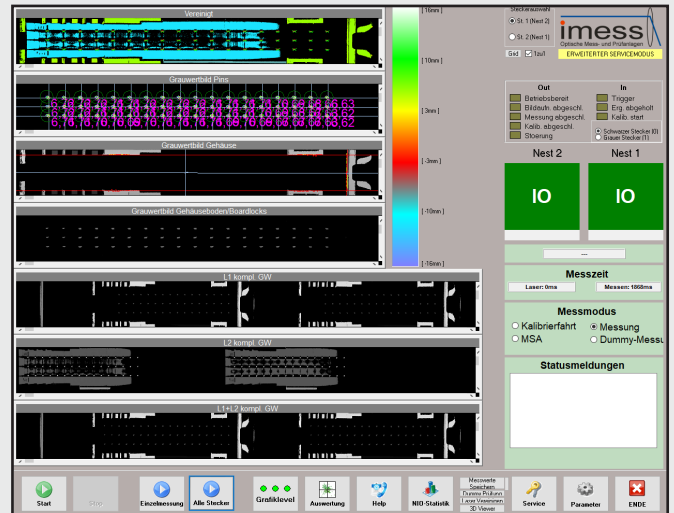 Vereinigt
Grauwertbild Pins
Grauwertbild Gehäuse
Grauwertbild Gehäuseboden/Boardlocks
L1 kompl. GW
L2 kompl. GW
L1+L2 kompl. GW
[16mm ]
[ 10mm ]
[ 3mm ]
[ -3mm ]
[ -10mm ]
[ -16mm ]
Steckerauswahl
St. 1 (Nest 2)
St. 2 (Nest 1)
Grid
imess
Optische Mess- und Prüfanlagen
ERWEITERTER SERVICEMODUS
Out
In
Betriebsbereit
Trigger
Bildaufn. abgeschl.
Erg. abgeholt
Messung abgeschl.
Kalib. start
Kalib. abgeschl.
Schwarzer Stecker (0)
Stoerung
Grauer Stecker (1)
Nest 2
Nest 1
IO
IO
---
Messzeit
Laser: 0ms
Messen: 1868ms
Messmodus
Kalibrierfahrt
Messung
MSA
Dummy-Messu
Statusmeldungen
Start
Stop
Einzelmessung
Alle Stecker
Grafiklevel
Auswertung
Help
NIO-Statistik
Messwerte
Speichern
Dummy Prüfung
Laser Vereinigen
3D Viewer
Service
Parameter
ENDE